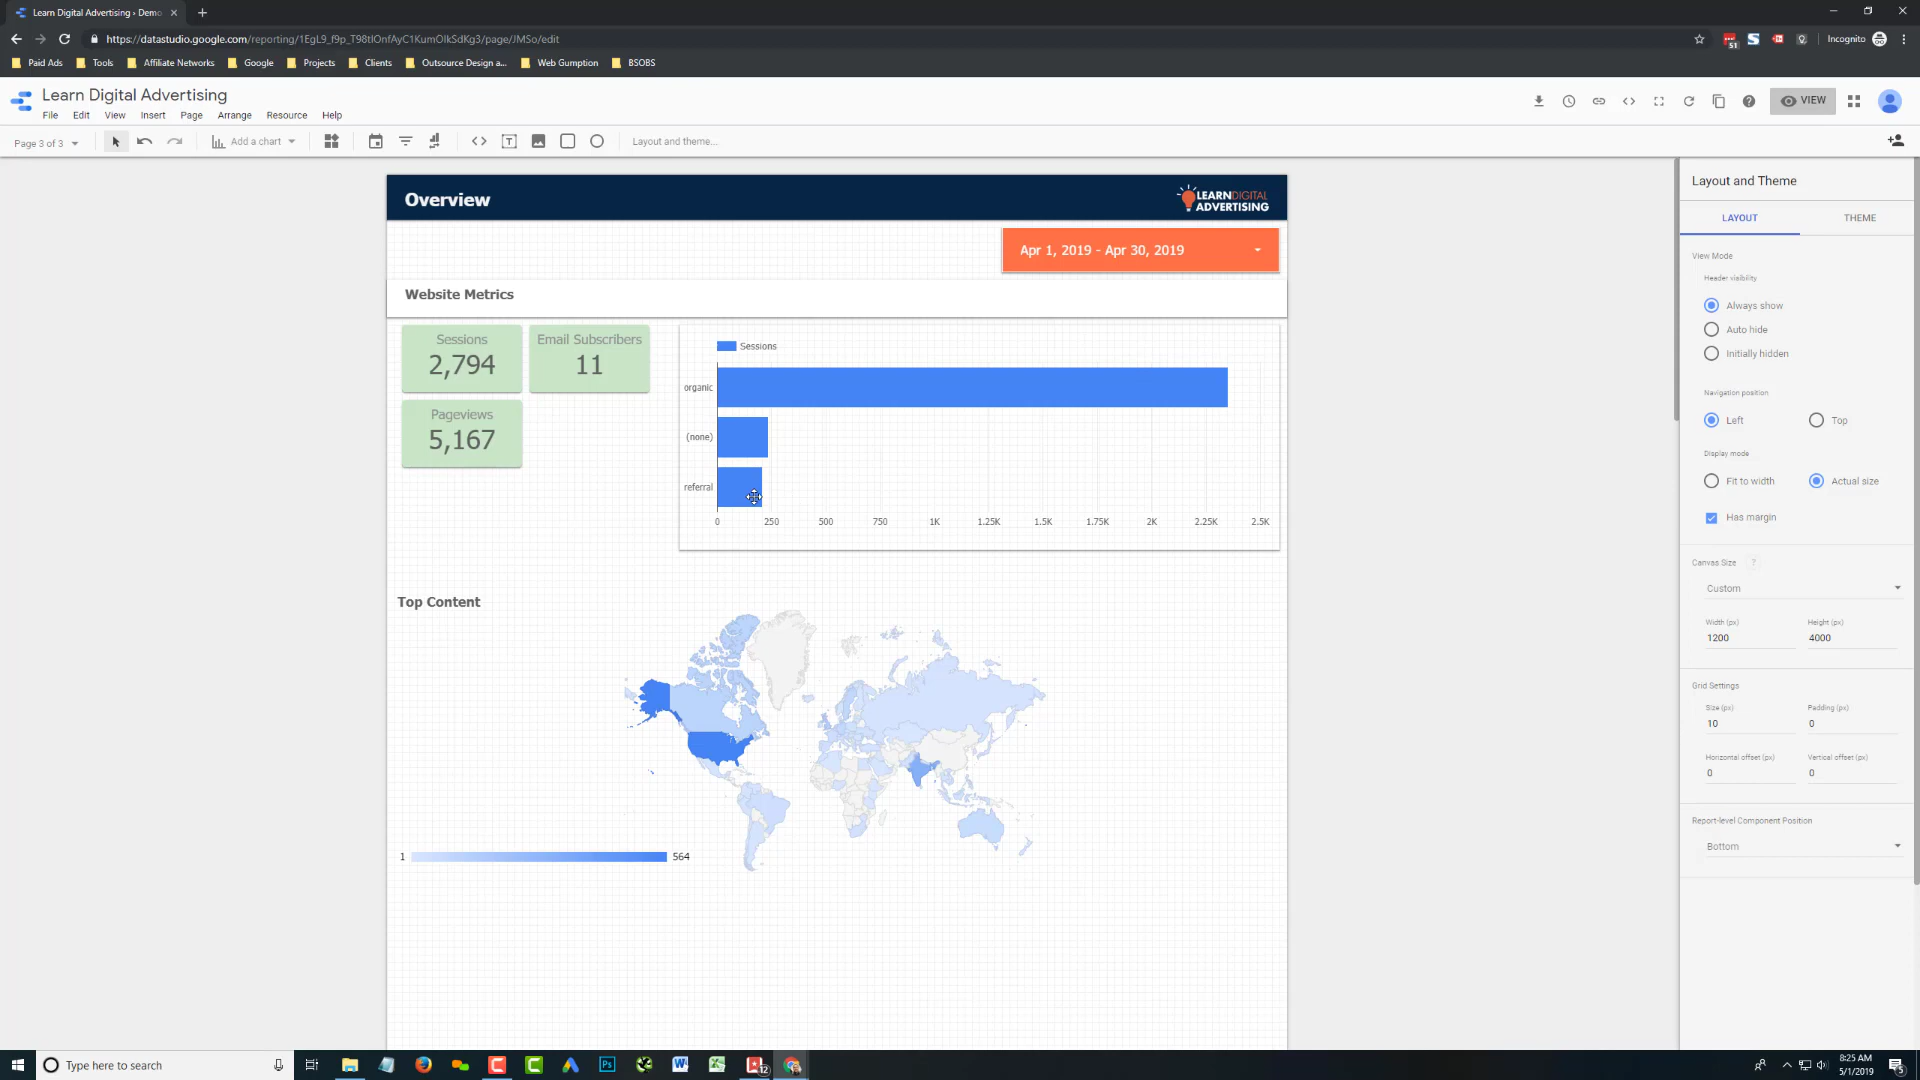 Learn Digital Advertising › Demo
https://datastudio.google.com/reporting/1EgL9_f9p_T98tIOnfAyC1KumOIkSdKg3/page/JMSo/edit
51
Incognito
Paid Ads Tools Affiliate Networks Google Projects Clients Outsource Design a... Web Gumption BSOBS
Learn Digital Advertising
VIEW
File Edit View Insert Page Arrange Resource Help
Page 3 of 3
Add a chart
Layout and theme...
Layout and Theme
LAYOUT THEME
View Mode
Header visibility
Always show
Auto hide
Initially hidden
Navigation position
Left Top
Display mode
Fit to width Actual size
Has margin
Canvas Size ?
Custom
Width (px) Height (px)
1200 4000
Grid Settings
Size (px) Padding (px)
10 0
Horizontal offset (px) Vertical offset (px)
0 0
Report-level Component Position
Bottom
Overview
LEARNDIGITAL
ADVERTISING
Apr 1, 2019 - Apr 30, 2019
Website Metrics
Sessions
2,794
Email Subscribers
11
Pageviews
5,167
Sessions
organic
(none)
referral
0 250 500 750 1K 1.25K 1.5K 1.75K 2K 2.25K 2.5K
Top Content
1 564
Type here to search
Ps
12
8:25 AM
5/1/2019
5